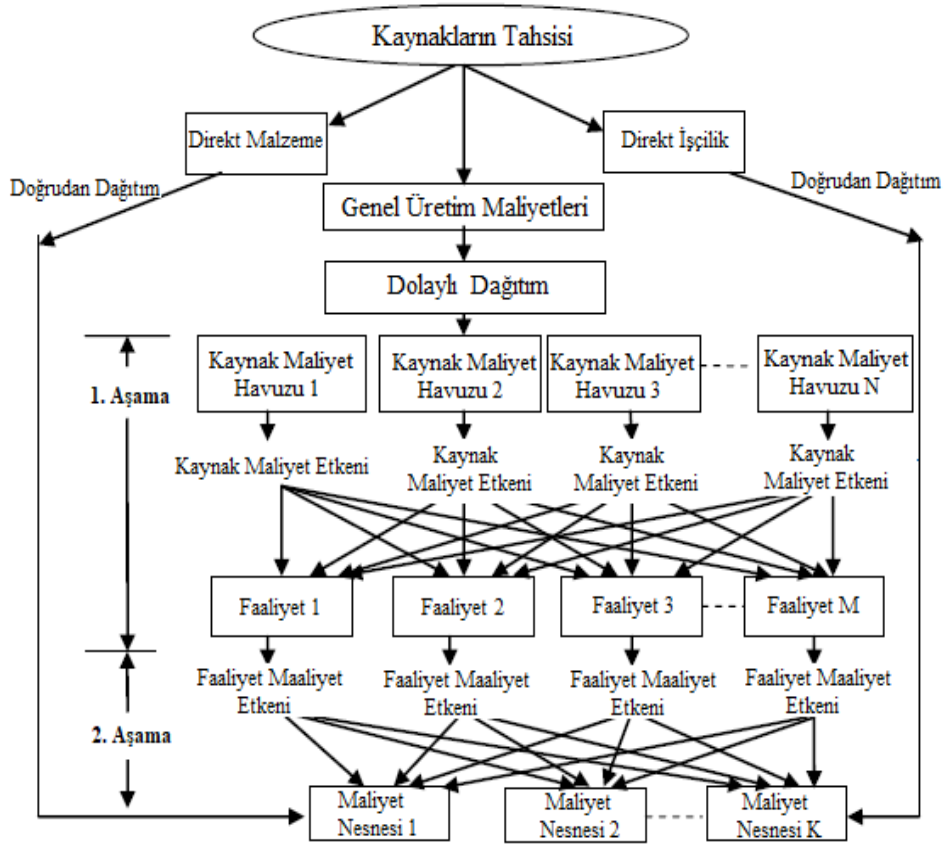 Kaynakların Tahsisi
Direkt Malzeme
Direkt İşçilik
Doğrudan Dağıtım
Doğrudan Dağıtım
Genel Üretim Maliyetleri
Dolaylı Dağıtım
1. Aşama
Kaynak Maliyet
Havuzu 1
Kaynak Maliyet
Havuzu 2
Kaynak Maliyet
Havuzu 3
Kaynak Maliyet
Havuzu N
Kaynak Maliyet Etkeni
Kaynak
Maliyet Etkeni
Kaynak
Maliyet Etkeni
Kaynak
Maliyet Etkeni
Faaliyet 1
Faaliyet 2
Faaliyet 3
Faaliyet M
2. Aşama
Faaliyet Maaliyet
Etkeni
Faaliyet Maaliyet
Etkeni
Faaliyet Maaliyet
Etkeni
Faaliyet Maaliyet
Etkeni
Maliyet
Nesnesi 1
Maliyet
Nesnesi 2
Maliyet
Nesnesi K